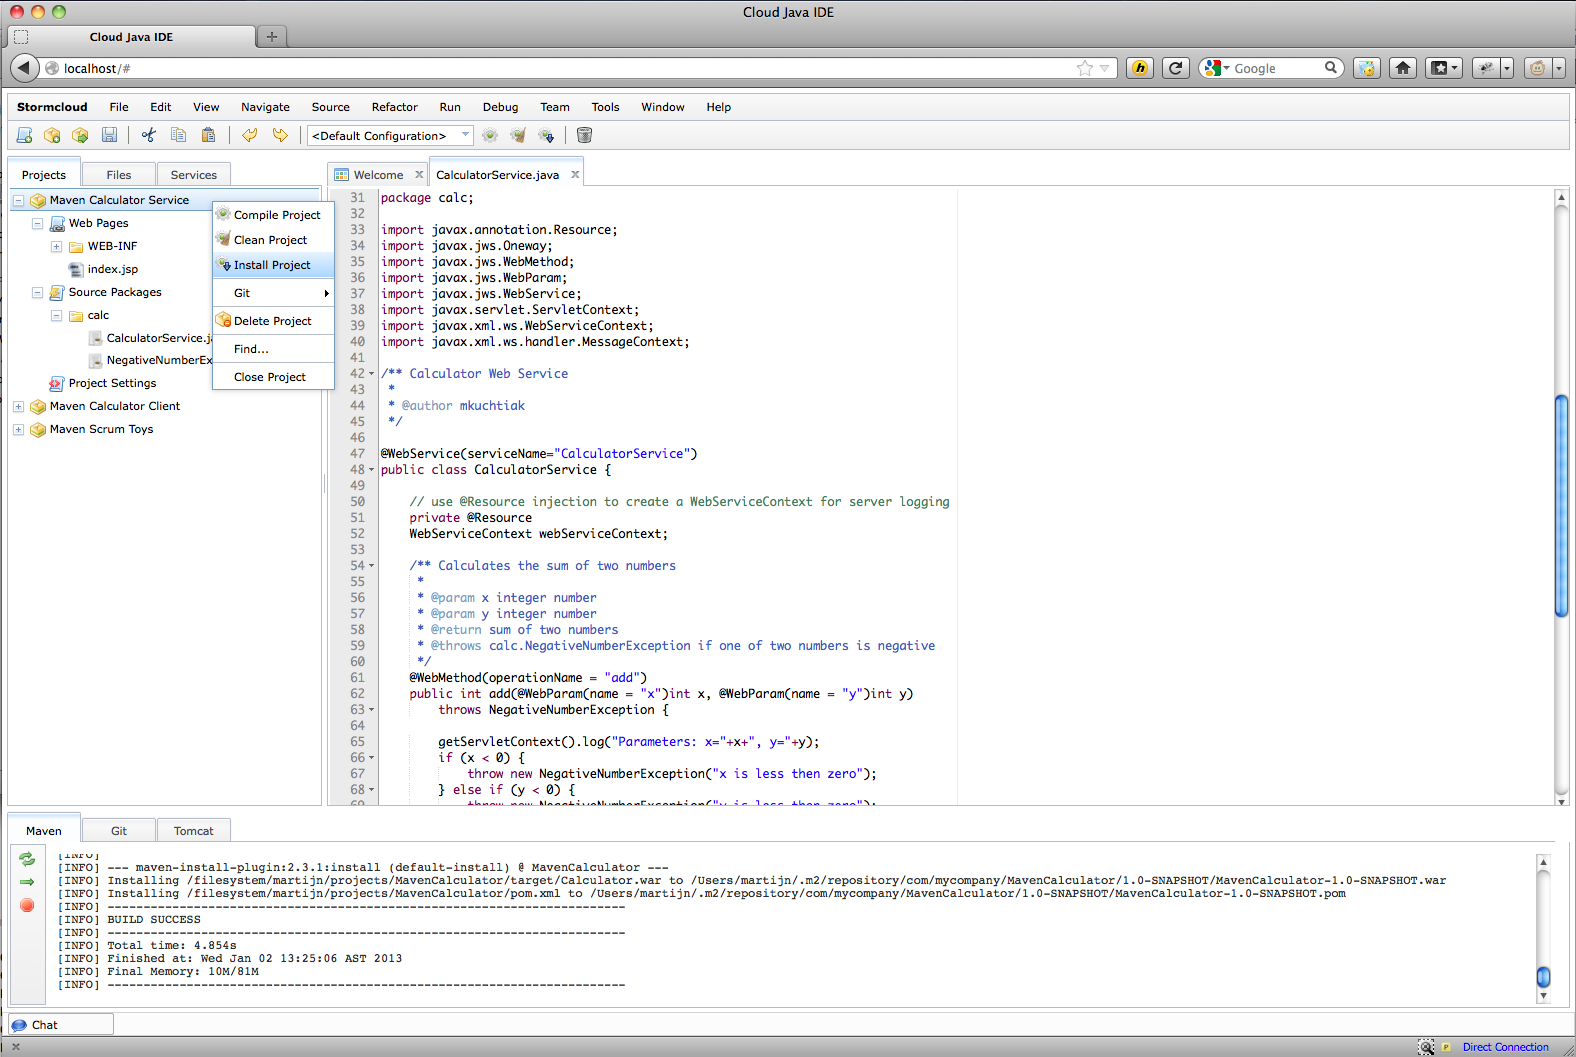 Cloud Java IDE
Cloud Java IDE
localhost/#
Google
Stormcloud File Edit View Navigate Source Refactor Run Debug Team Tools Window Help
<Default Configuration>
Projects Files Services
Maven Calculator Service
Web Pages
WEB-INF
index.jsp
Source Packages
calc
CalculatorService.j
NegativeNumberEx
Project Settings
Maven Calculator Client
Maven Scrum Toys
Compile Project
Clean Project
Install Project
Git
Delete Project
Find...
Close Project
Welcome CalculatorService.java
31 package calc;
32
33 import javax.annotation.Resource;
34 import javax.jws.Oneway;
35 import javax.jws.WebMethod;
36 import javax.jws.WebParam;
37 import javax.jws.WebService;
38 import javax.servlet.ServletContext;
39 import javax.xml.ws.WebServiceContext;
40 import javax.xml.ws.handler.MessageContext;
41
42 /** Calculator Web Service
43 *
44 * @author mkuchtiak
45 */
46
47 @WebService(serviceName="CalculatorService")
48 public class CalculatorService {
49
50 // use @Resource injection to create a WebServiceContext for server logging
51 private @Resource
52 WebServiceContext webServiceContext;
53
54 /** Calculates the sum of two numbers
55 *
56 * @param x integer number
57 * @param y integer number
58 * @return sum of two numbers
59 * @throws calc.NegativeNumberException if one of two numbers is negative
60 */
61 @WebMethod(operationName = "add")
62 public int add(@WebParam(name = "x")int x, @WebParam(name = "y")int y)
63 throws NegativeNumberException {
64
65 getServletContext().log("Parameters: x="+x+", y="+y);
66 if (x < 0) {
67 throw new NegativeNumberException("x is less then zero");
68 } else if (y < 0) {
69 throw new NegativeNumberException("y is less then zero");
Maven Git Tomcat
[INFO]
[INFO] --- maven-install-plugin:2.3.1:install (default-install) @ MavenCalculator ---
[INFO] Installing /filesystem/martijn/projects/MavenCalculator/target/Calculator.war to /Users/martijn/.m2/repository/com/mycompany/MavenCalculator/1.0-SNAPSHOT/MavenCalculator-1.0-SNAPSHOT.war
[INFO] Installing /filesystem/martijn/projects/MavenCalculator/pom.xml to /Users/martijn/.m2/repository/com/mycompany/MavenCalculator/1.0-SNAPSHOT/MavenCalculator-1.0-SNAPSHOT.pom
[INFO] ------------------------------------------------------------------------
[INFO] BUILD SUCCESS
[INFO] ------------------------------------------------------------------------
[INFO] Total time: 4.854s
[INFO] Finished at: Wed Jan 02 13:25:06 AST 2013
[INFO] Final Memory: 10M/81M
[INFO] ------------------------------------------------------------------------
Chat
Direct Connection